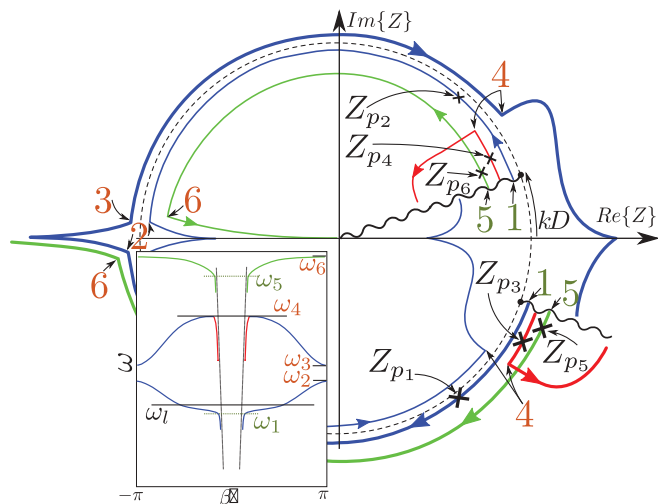 Im{Z}
4
Z_{p_2}
Z_{p_4}
Z_{p_6}
3
6
2
5
1
kD
Re{Z}
6
ω_6
ω_5
ω_4
Z_{p_3}
1
5
ω
ω_3
ω_2
Z_{p_1}
Z_{p_5}
ω_l
ω_1
4
−π
β
π